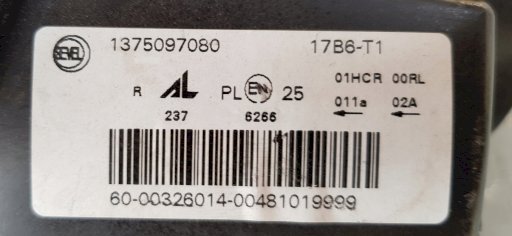 1375097080 17B6-T1
01HCR 00RL
R AL PL 25
011a 02A
237 6266
60-00326014-00481019999